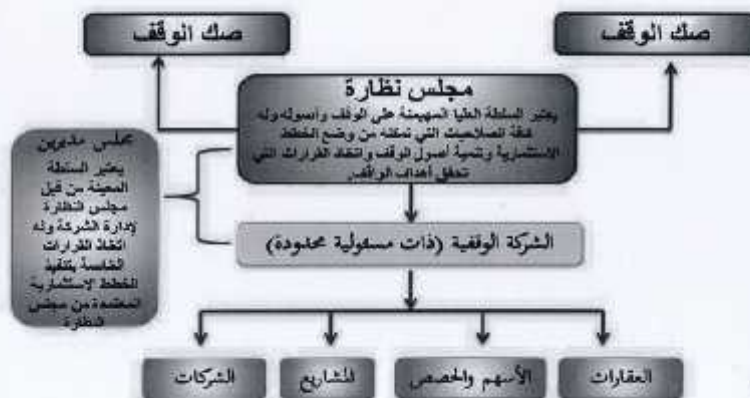 صك الوقف
صك الوقف
مجلس نظارة
يعتبر السلطة العليا المهيمنة على الوقف وأصوله وله
كافة الصلاحيات التي تمكنه من وضع الخطط
الاستثمارية وتنمية أصول الوقف واتخاذ القرارات التي
تحقق أهداف الواقف.
مجلس مديرين
يعتبر السلطة
المعينة من قبل
مجلس النظارة
لإدارة الشركة وله
اتخاذ القرارات
الخاصة بتنفيذ
الخطط الاستثمارية
المعتمدة من مجلس
النظارة
الشركة الوقفية (ذات مسئولية محدودة)
العقارات
الأسهم والحصص
المشاريع
الشركات